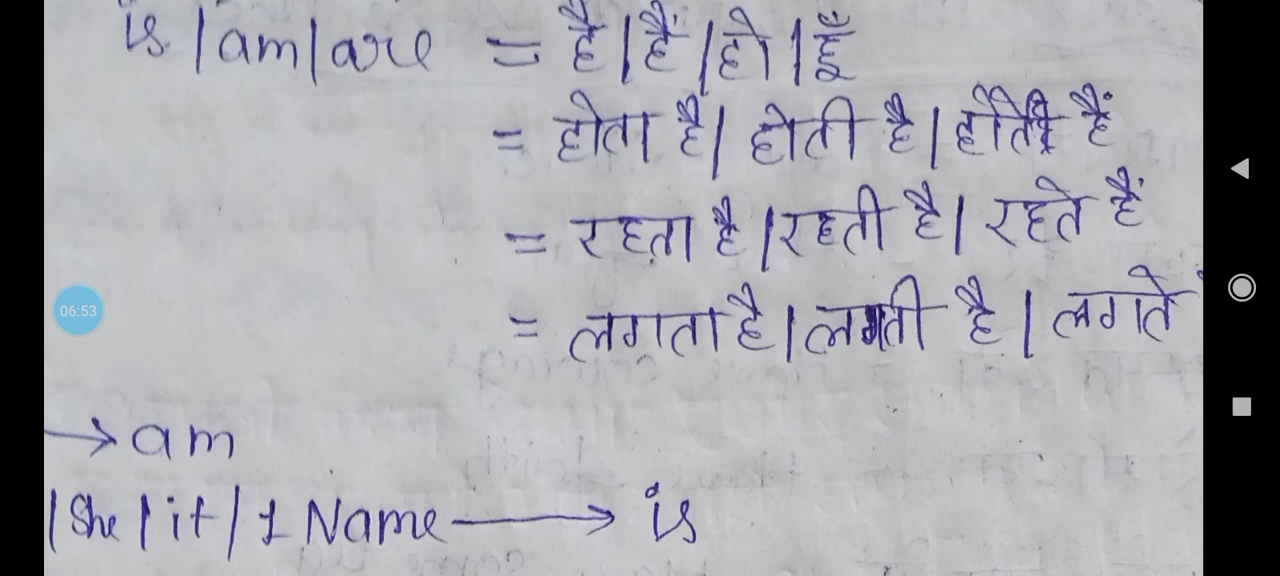 is | am | are = है | हैं | हो | हूँ
= होता है | होती है | होते हैं
= रहता है | रहती है | रहते हैं
06:53
= लगता है | लगती है | लगते
→ am
| She | it | 1 Name → is